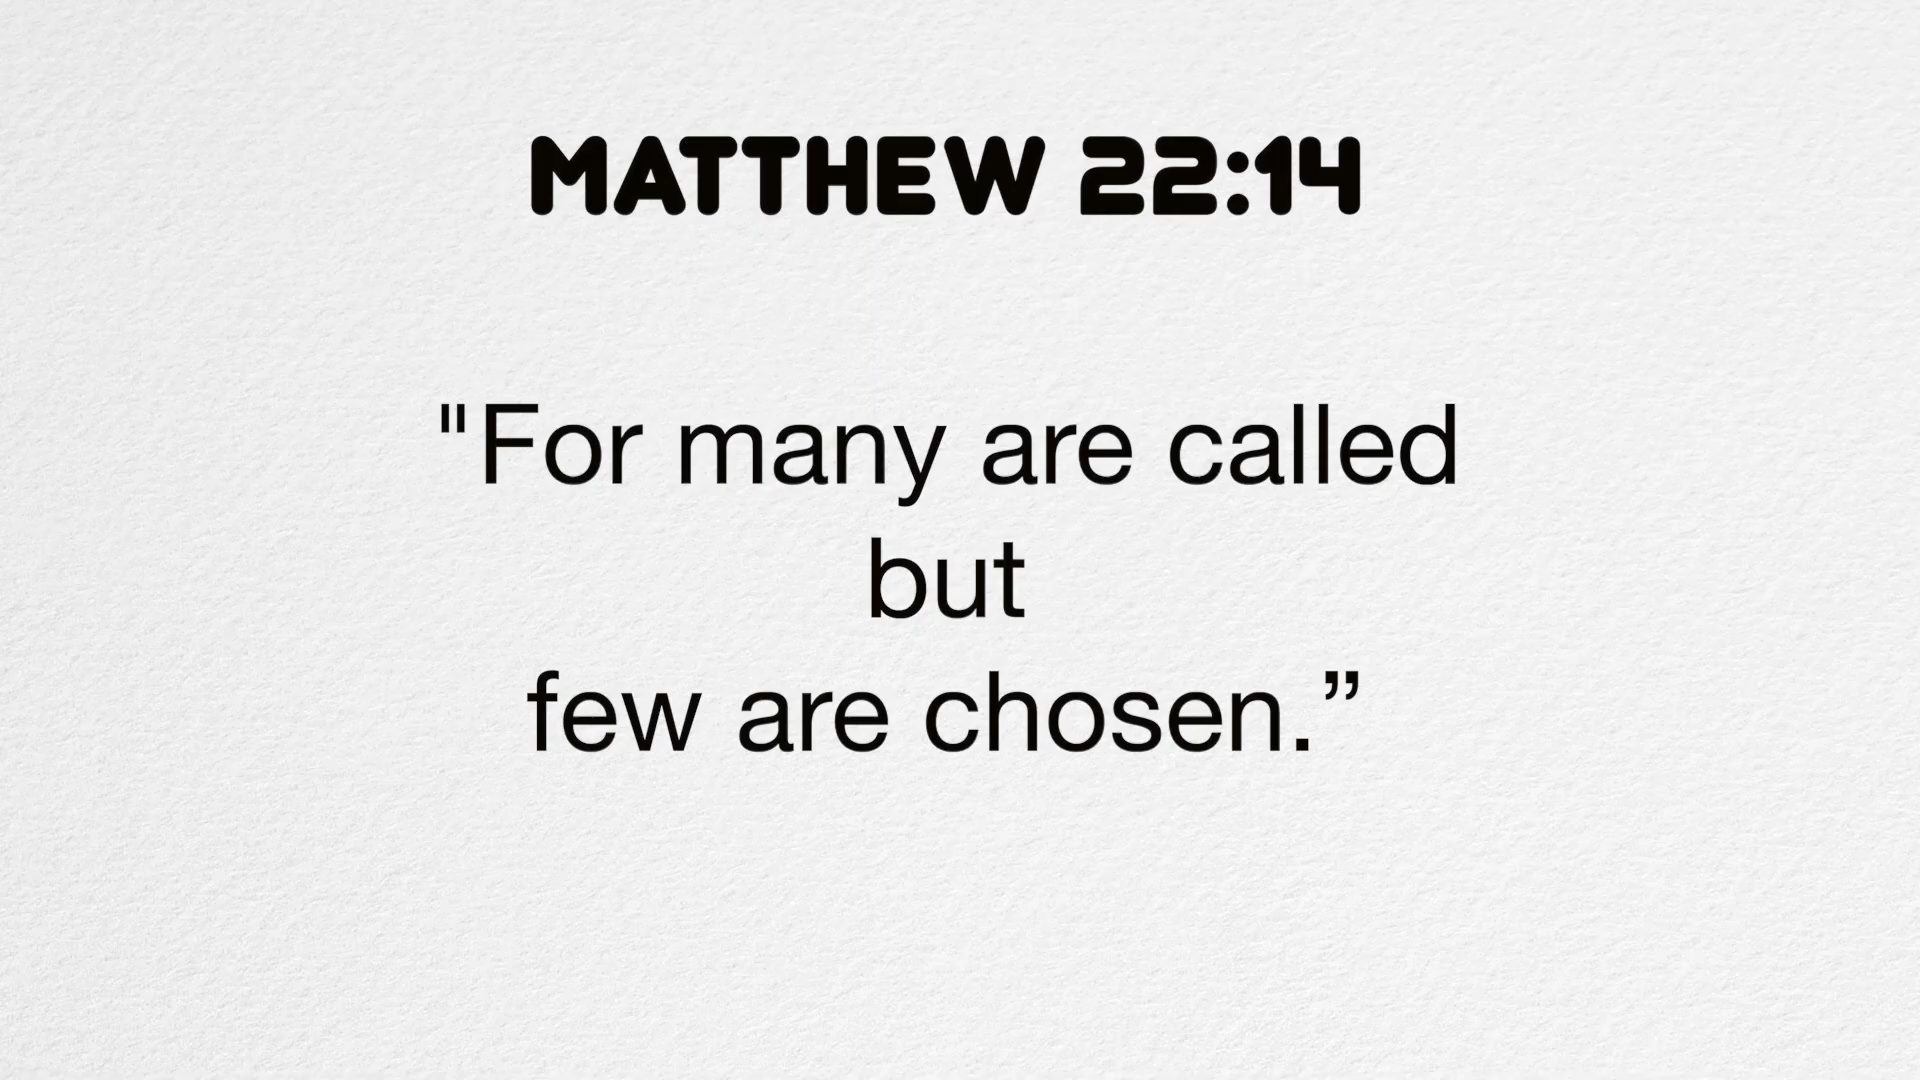 MATTHEW 22:14
"For many are called
but
few are chosen.”